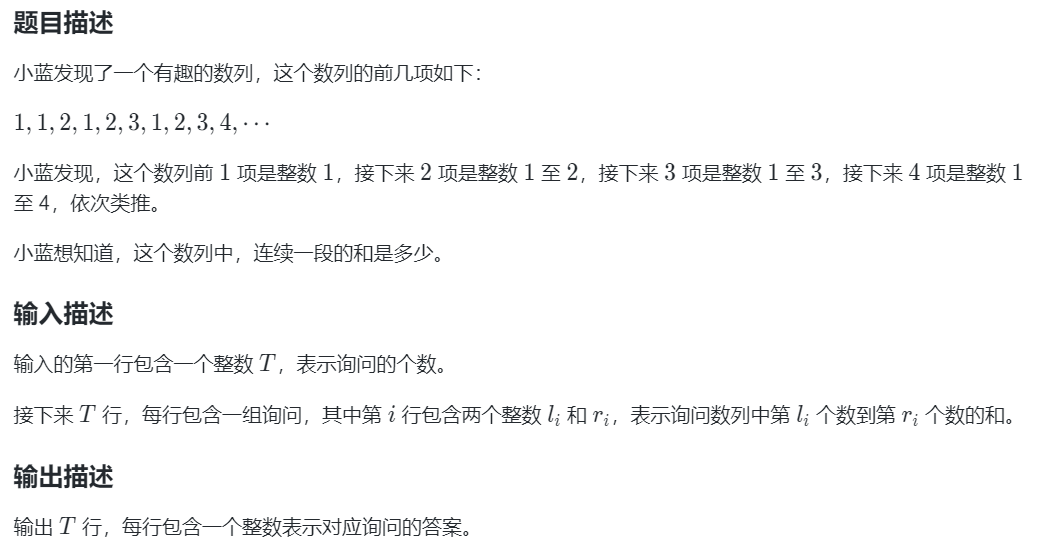 题目描述
小蓝发现了一个有趣的数列，这个数列的前几项如下：
1, 1, 2, 1, 2, 3, 1, 2, 3, 4, ⋯
小蓝发现，这个数列前 1 项是整数 1，接下来 2 项是整数 1 至 2，接下来 3 项是整数 1 至 3，接下来 4 项是整数 1
至 4，依次类推。
小蓝想知道，这个数列中，连续一段的和是多少。
输入描述
输入的第一行包含一个整数 T，表示询问的个数。
接下来 T 行，每行包含一组询问，其中第 i 行包含两个整数 lᵢ 和 rᵢ，表示询问数列中第 lᵢ 个数到第 rᵢ 个数的和。
输出描述
输出 T 行，每行包含一个整数表示对应询问的答案。